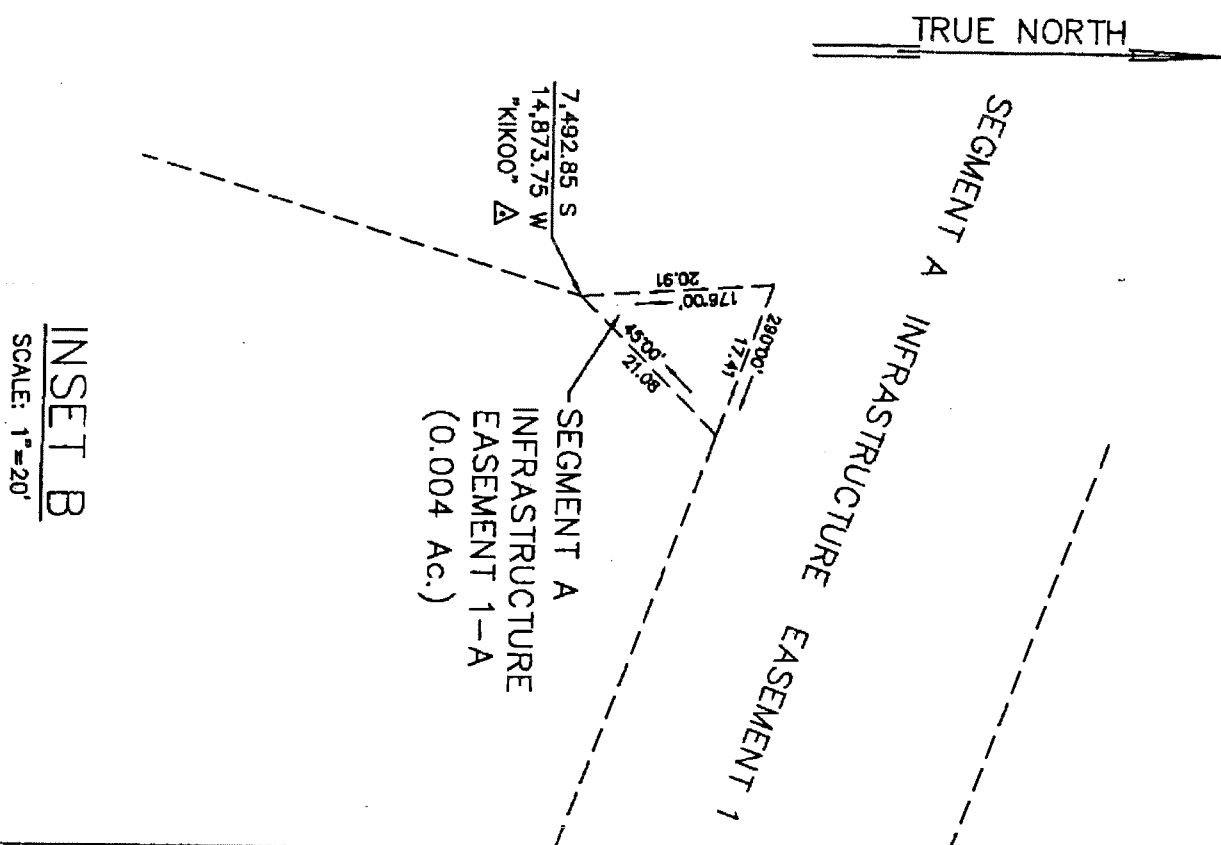 TRUE NORTH
SEGMENT A INFRASTRUCTURE EASEMENT 1
7,492.85 S
14,873.75 W
"KIKOO"
176°00'
20.91
290°00'
17.41
45°00'
21.08
SEGMENT A
INFRASTRUCTURE
EASEMENT 1-A
(0.004 Ac.)
INSET B
SCALE: 1"=20'